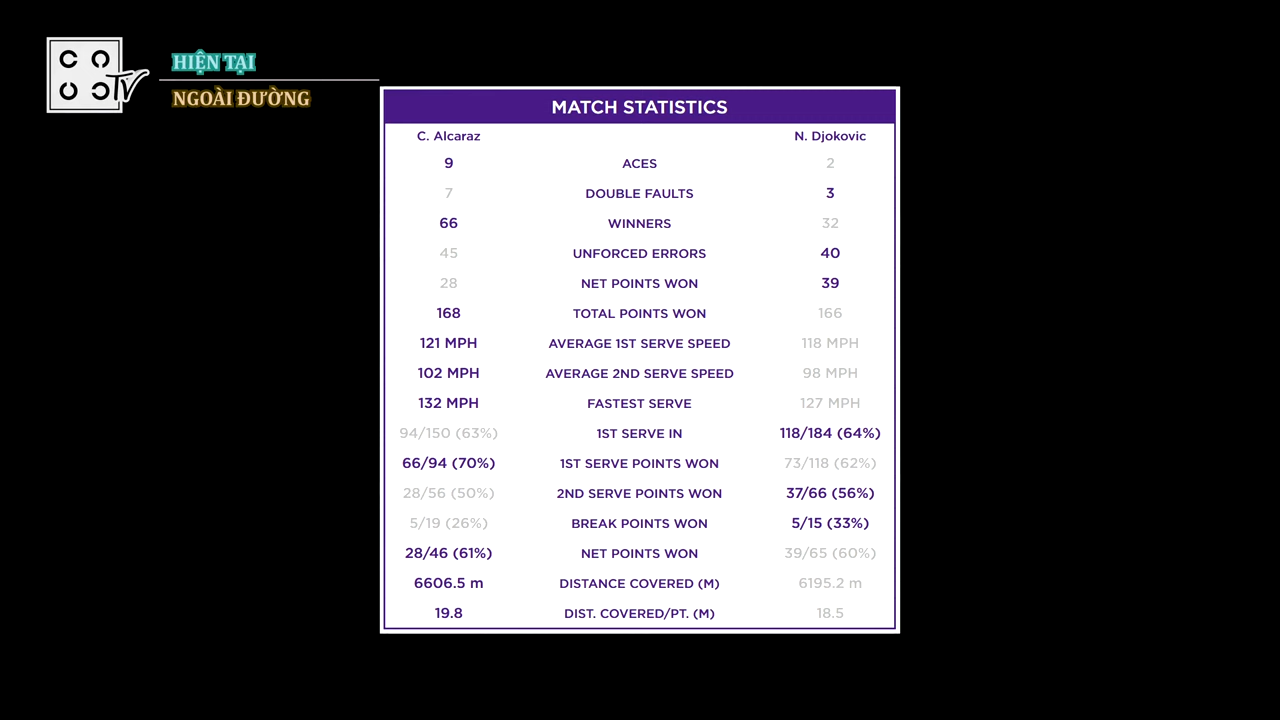 TV
HIỆN TẠI
NGOÀI ĐƯỜNG
MATCH STATISTICS
C. Alcaraz N. Djokovic
9 ACES 2
7 DOUBLE FAULTS 3
66 WINNERS 32
45 UNFORCED ERRORS 40
28 NET POINTS WON 39
168 TOTAL POINTS WON 166
121 MPH AVERAGE 1ST SERVE SPEED 118 MPH
102 MPH AVERAGE 2ND SERVE SPEED 98 MPH
132 MPH FASTEST SERVE 127 MPH
94/150 (63%) 1ST SERVE IN 118/184 (64%)
66/94 (70%) 1ST SERVE POINTS WON 73/118 (62%)
28/56 (50%) 2ND SERVE POINTS WON 37/66 (56%)
5/19 (26%) BREAK POINTS WON 5/15 (33%)
28/46 (61%) NET POINTS WON 39/65 (60%)
6606.5 m DISTANCE COVERED (M) 6195.2 m
19.8 DIST. COVERED/PT. (M) 18.5